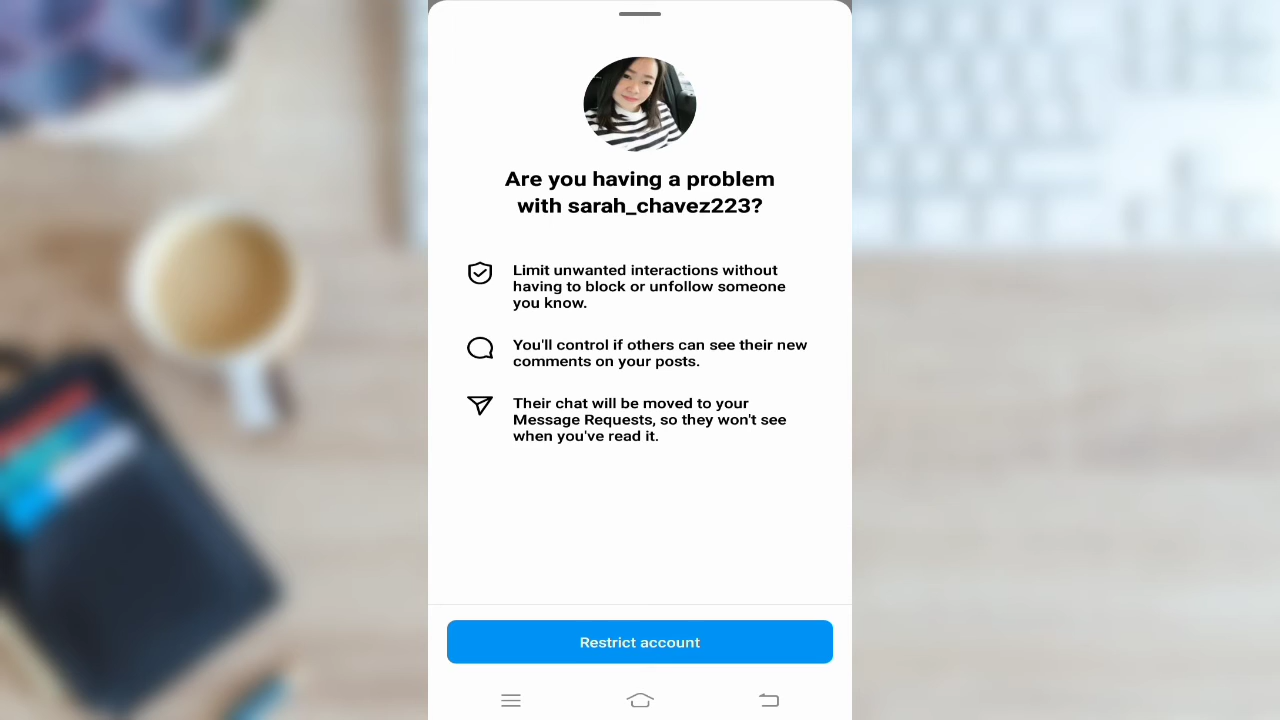 Are you having a problem
with sarah_chavez223?
Limit unwanted interactions without
having to block or unfollow someone
you know.
You'll control if others can see their new
comments on your posts.
Their chat will be moved to your
Message Requests, so they won't see
when you've read it.
Restrict account